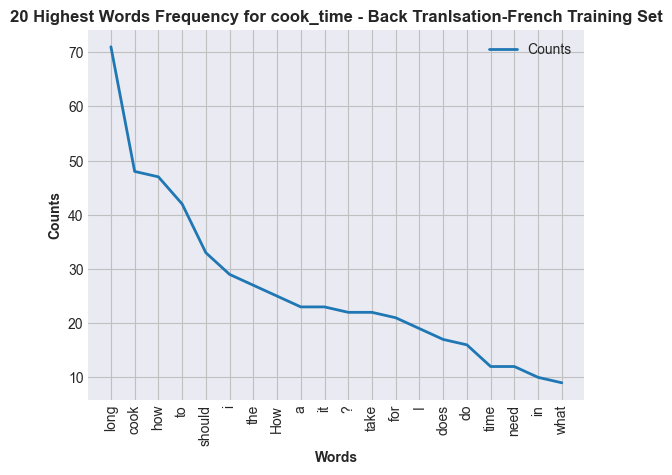 20 Highest Words Frequency for cook_time - Back Tranlsation-French Training Set
Counts
70
60
50
40
30
20
10
Counts
long
cook
how
to
should
i
the
How
a
it
?
take
for
I
does
do
time
need
in
what
Words